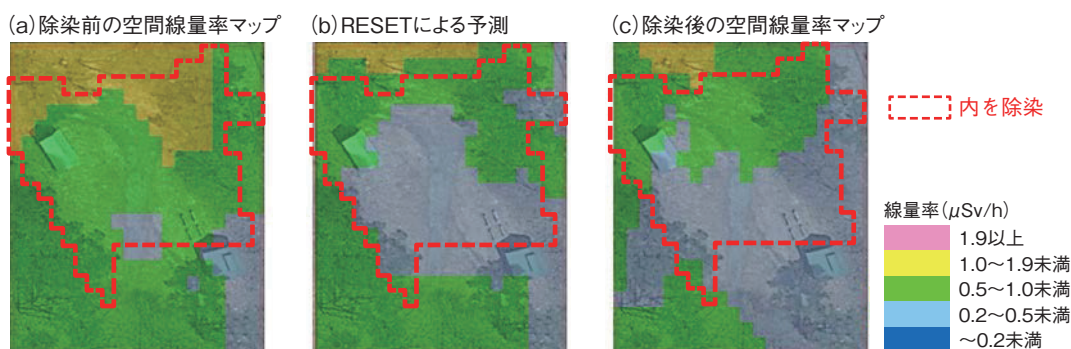 (a)除染前の空間線量率マップ
(b)RESETによる予測
(c)除染後の空間線量率マップ
内を除染
線量率(μSv/h)
1.9以上
1.0～1.9未満
0.5～1.0未満
0.2～0.5未満
～0.2未満